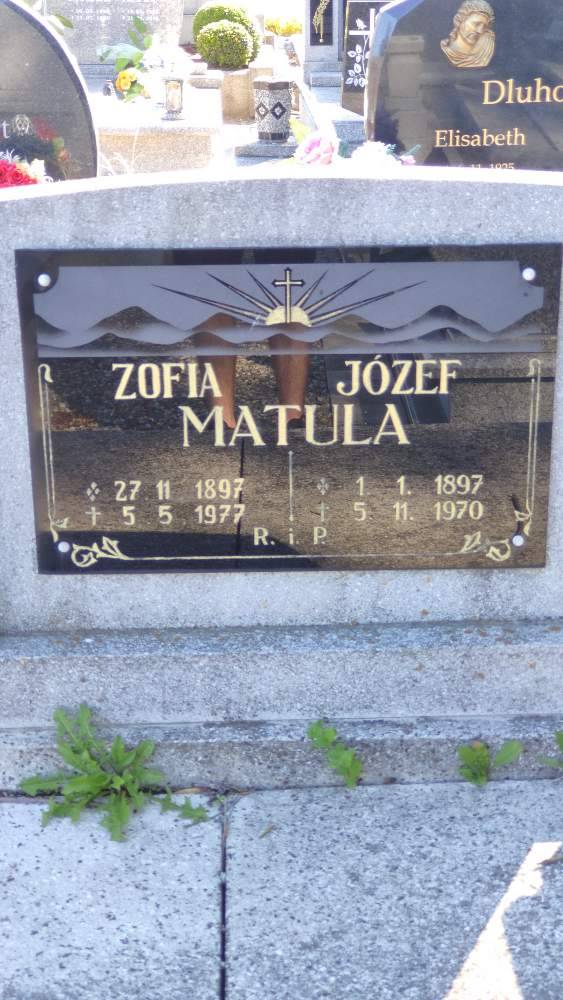 Dluho
Elisabeth
ZOFIA JÓZEF
MATULA
27 11 1897 1. 1. 1897
5 5 1977 5. 11. 1970
R. i. P.